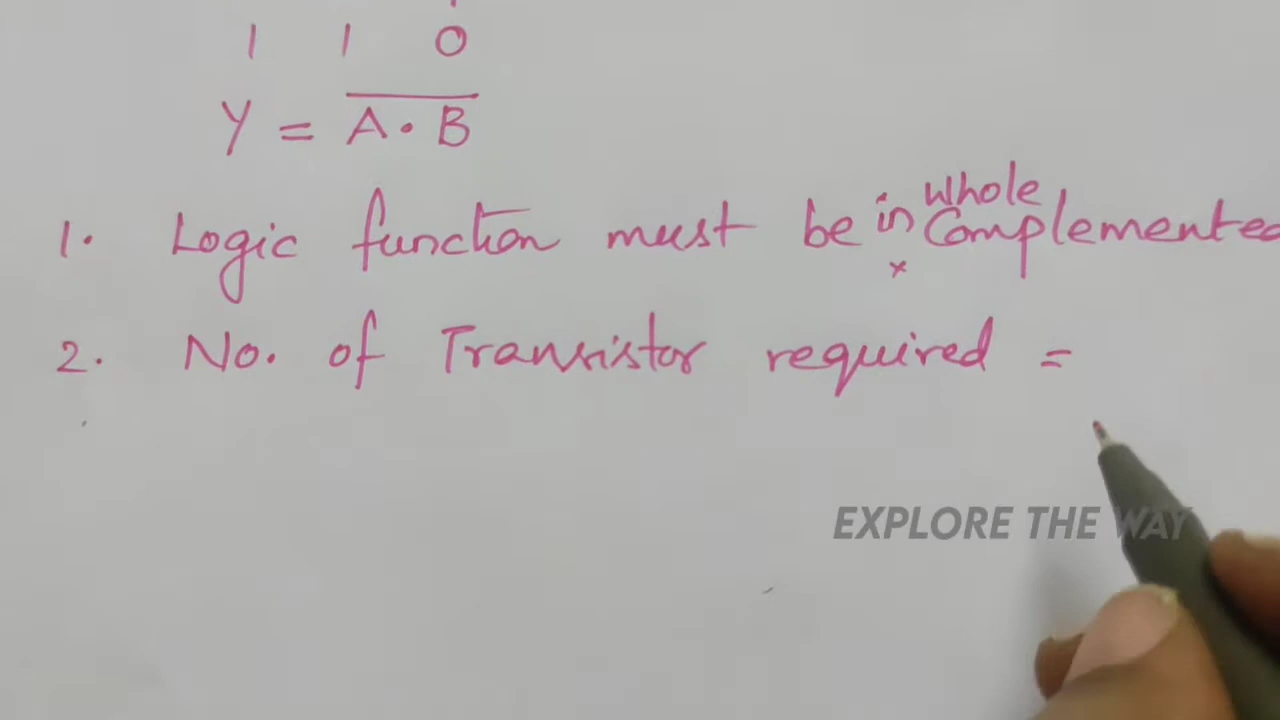 1 1 0
Y = \overline{A . B}
whole
1. Logic function must be in Complemented
x
2. No. of Transistor required =
EXPLORE THE WAY